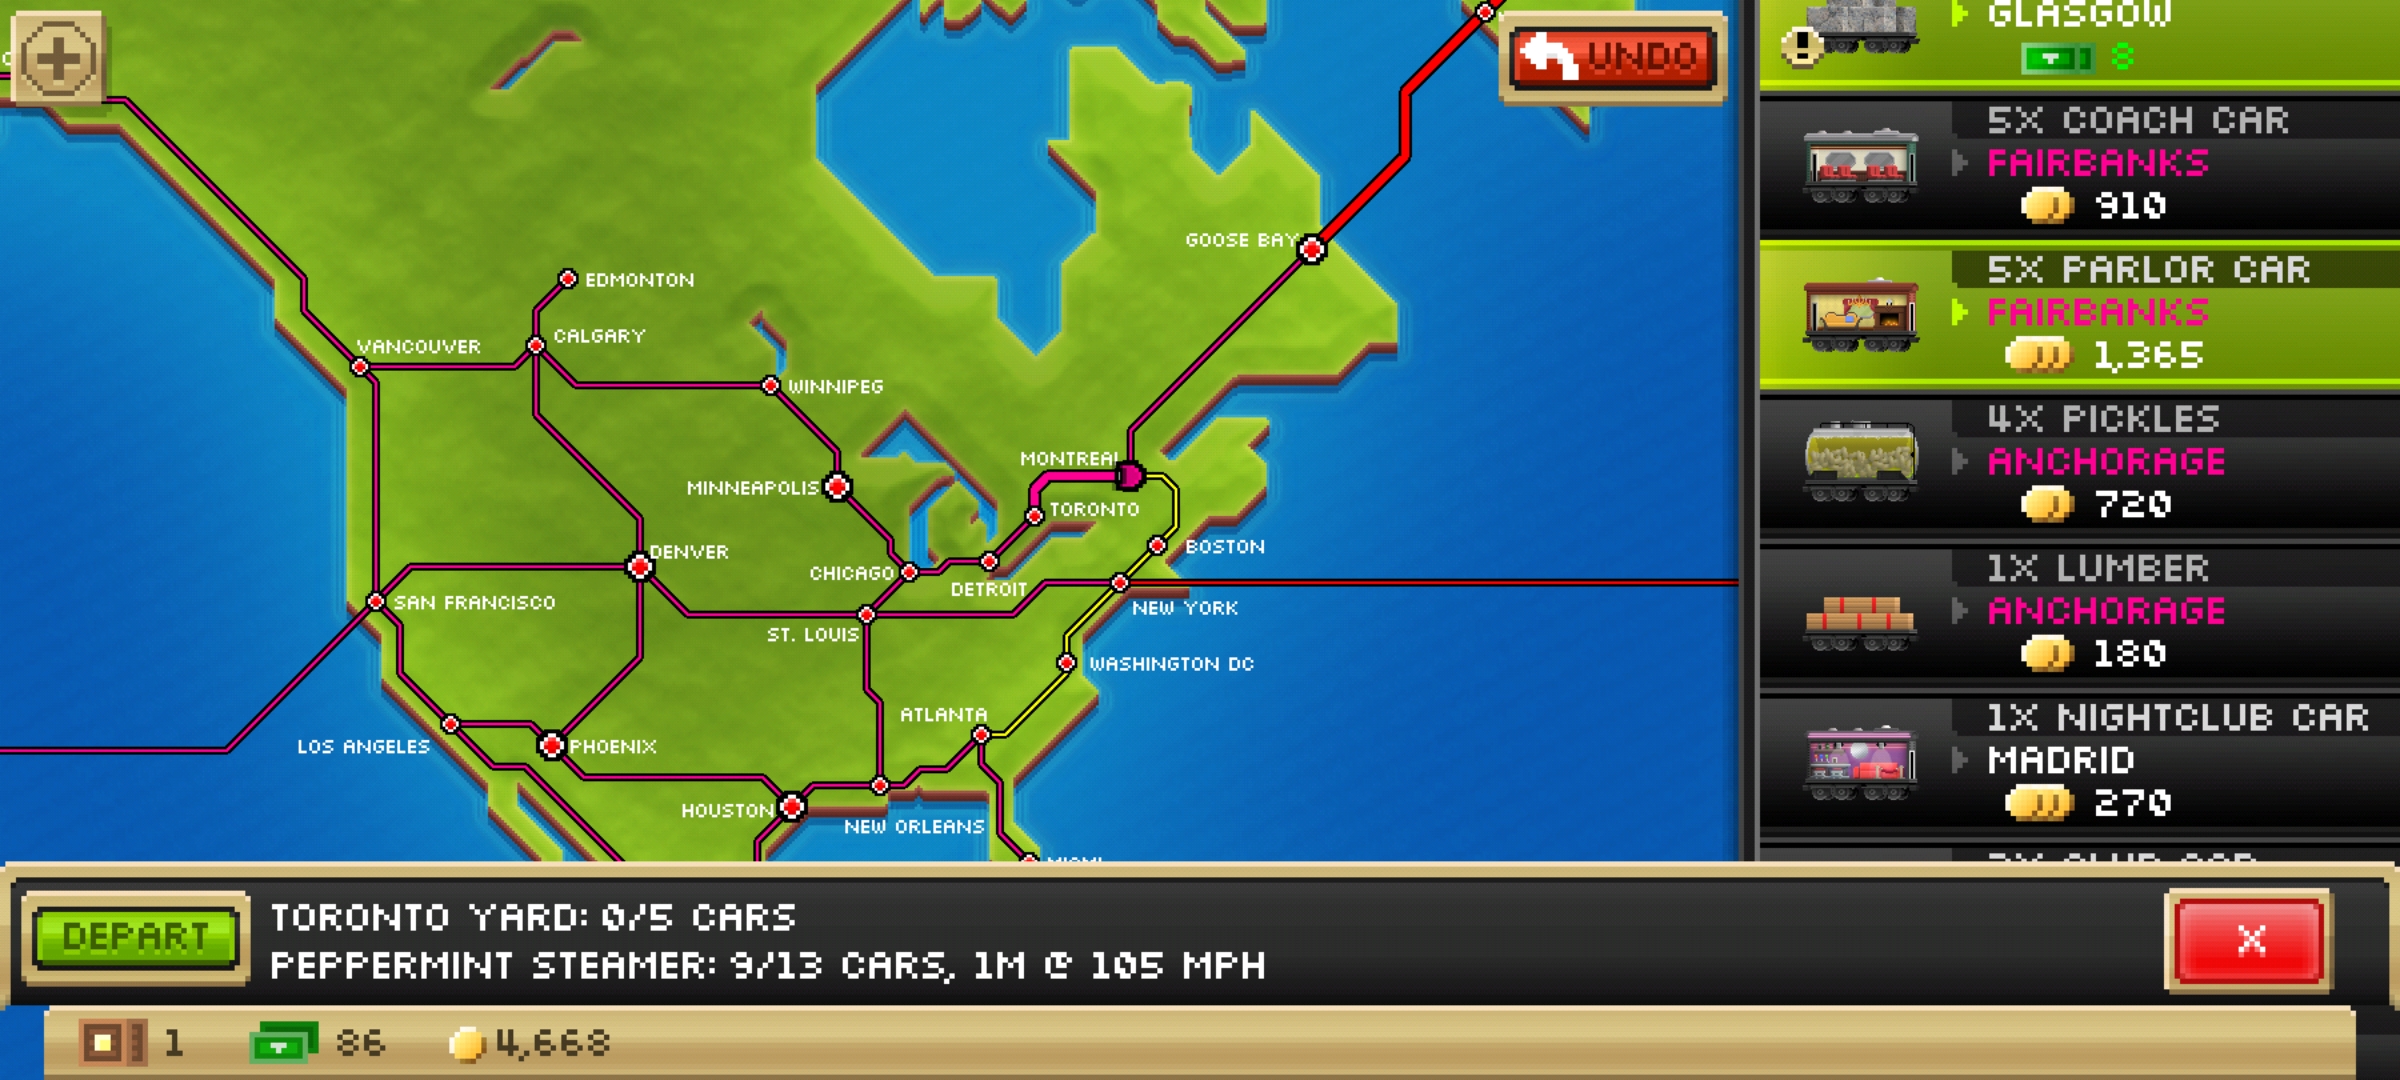 GLASGOW
8
UNDO
5X COACH CAR
FAIRBANKS
910
5X PARLOR CAR
FAIRBANKS
1,365
4X PICKLES
ANCHORAGE
720
1X LUMBER
ANCHORAGE
180
1X NIGHTCLUB CAR
MADRID
270
GOOSE BAY
EDMONTON
CALGARY
VANCOUVER
WINNIPEG
MONTREAL
MINNEAPOLIS
TORONTO
BOSTON
DENVER
CHICAGO
DETROIT
SAN FRANCISCO
NEW YORK
ST. LOUIS
WASHINGTON DC
ATLANTA
LOS ANGELES
PHOENIX
HOUSTON
NEW ORLEANS
MIAMI
DEPART
TORONTO YARD: 0/5 CARS
PEPPERMINT STEAMER: 9/13 CARS, 1M @ 105 MPH
X
1
86
4,668